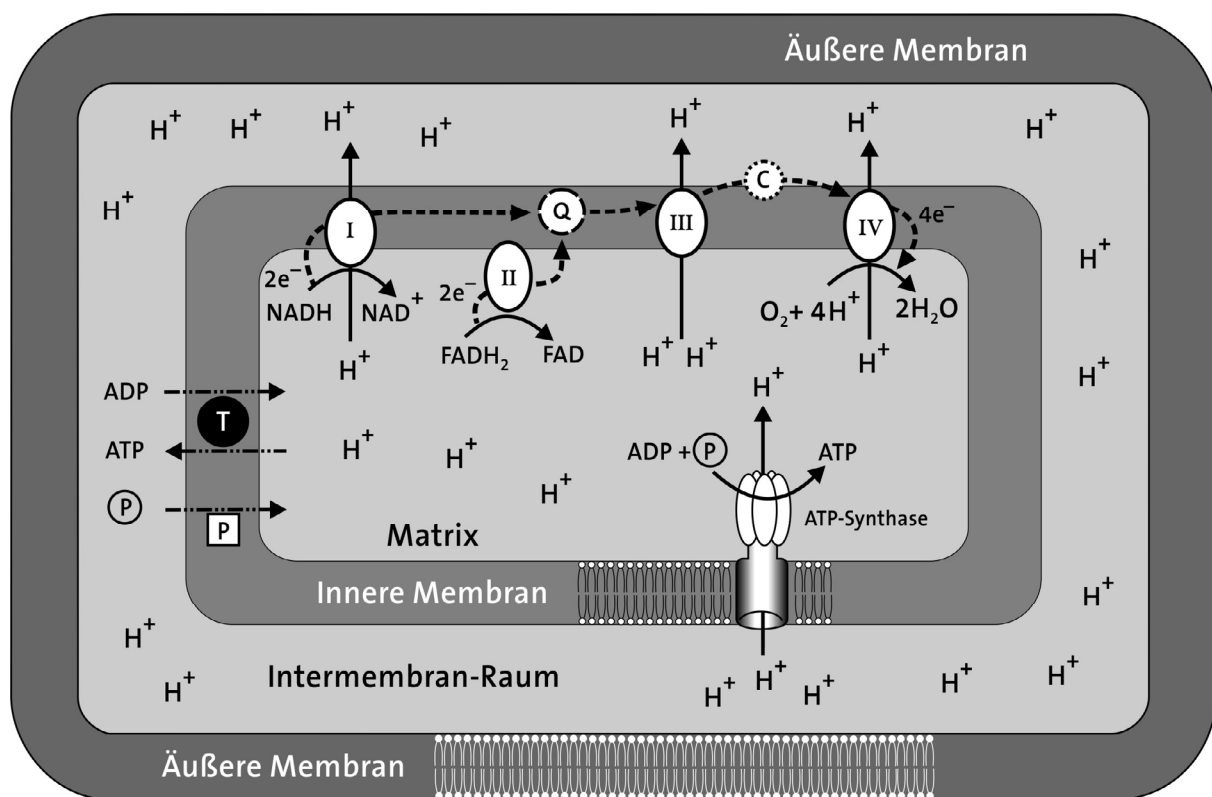 Äußere Membran
H⁺ H⁺ H⁺ H⁺ H⁺ H⁺ H⁺
H⁺
C
Q
I III IV 4e⁻
II
2e⁻ 2e⁻
NADH NAD⁺ O₂ + 4H⁺ 2H₂O
FADH₂ FAD
H⁺ H⁺ H⁺ H⁺
H⁺
H⁺
ADP
H⁺
T
ATP H⁺ H⁺ ADP + P ATP
H⁺
P
P Matrix ATP-Synthase
Innere Membran H⁺
H⁺
Intermembran-Raum
H⁺ H⁺ H⁺ H⁺ H⁺ H⁺
Äußere Membran